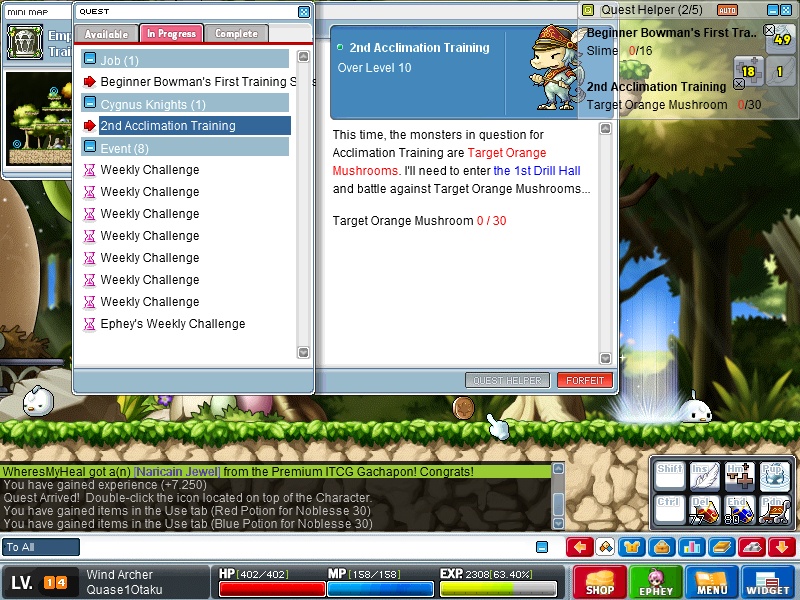 MINI MAP
Emp
Trai
QUEST
Available
In Progress
Complete
Job (1)
Beginner Bowman's First Training S
Cygnus Knights (1)
2nd Acclimation Training
Event (8)
Weekly Challenge
Weekly Challenge
Weekly Challenge
Weekly Challenge
Weekly Challenge
Weekly Challenge
Weekly Challenge
Ephey's Weekly Challenge
2nd Acclimation Training
Over Level 10
This time, the monsters in question for
Acclimation Training are Target Orange
Mushrooms. I'll need to enter the 1st Drill Hall
and battle against Target Orange Mushrooms...
Target Orange Mushroom 0 / 30
QUEST HELPER
FORFEIT
Quest Helper (2/5)
AUTO
Beginner Bowman's First Tra..
Slime 0/16
2nd Acclimation Training
Target Orange Mushroom 0/30
49
18
1
WheresMyHeal got a(n) [Naricain Jewel] from the Premium ITCG Gachapon! Congrats!
You have gained experience (+7.250)
Quest Arrived! Double-click the icon located on top of the Character.
You have gained items in the Use tab (Red Potion for Noblesse 30)
You have gained items in the Use tab (Blue Potion for Noblesse 30)
Shift
Ins
Hm
Pup
Ctrl
Del
End
Pdn
77
80
To All
LV. 14
Wind Archer
Quase1Otaku
HP[402/402]
MP[158/158]
EXP. 2308[63.40%]
SHOP
EPHEY
MENU
WIDGET